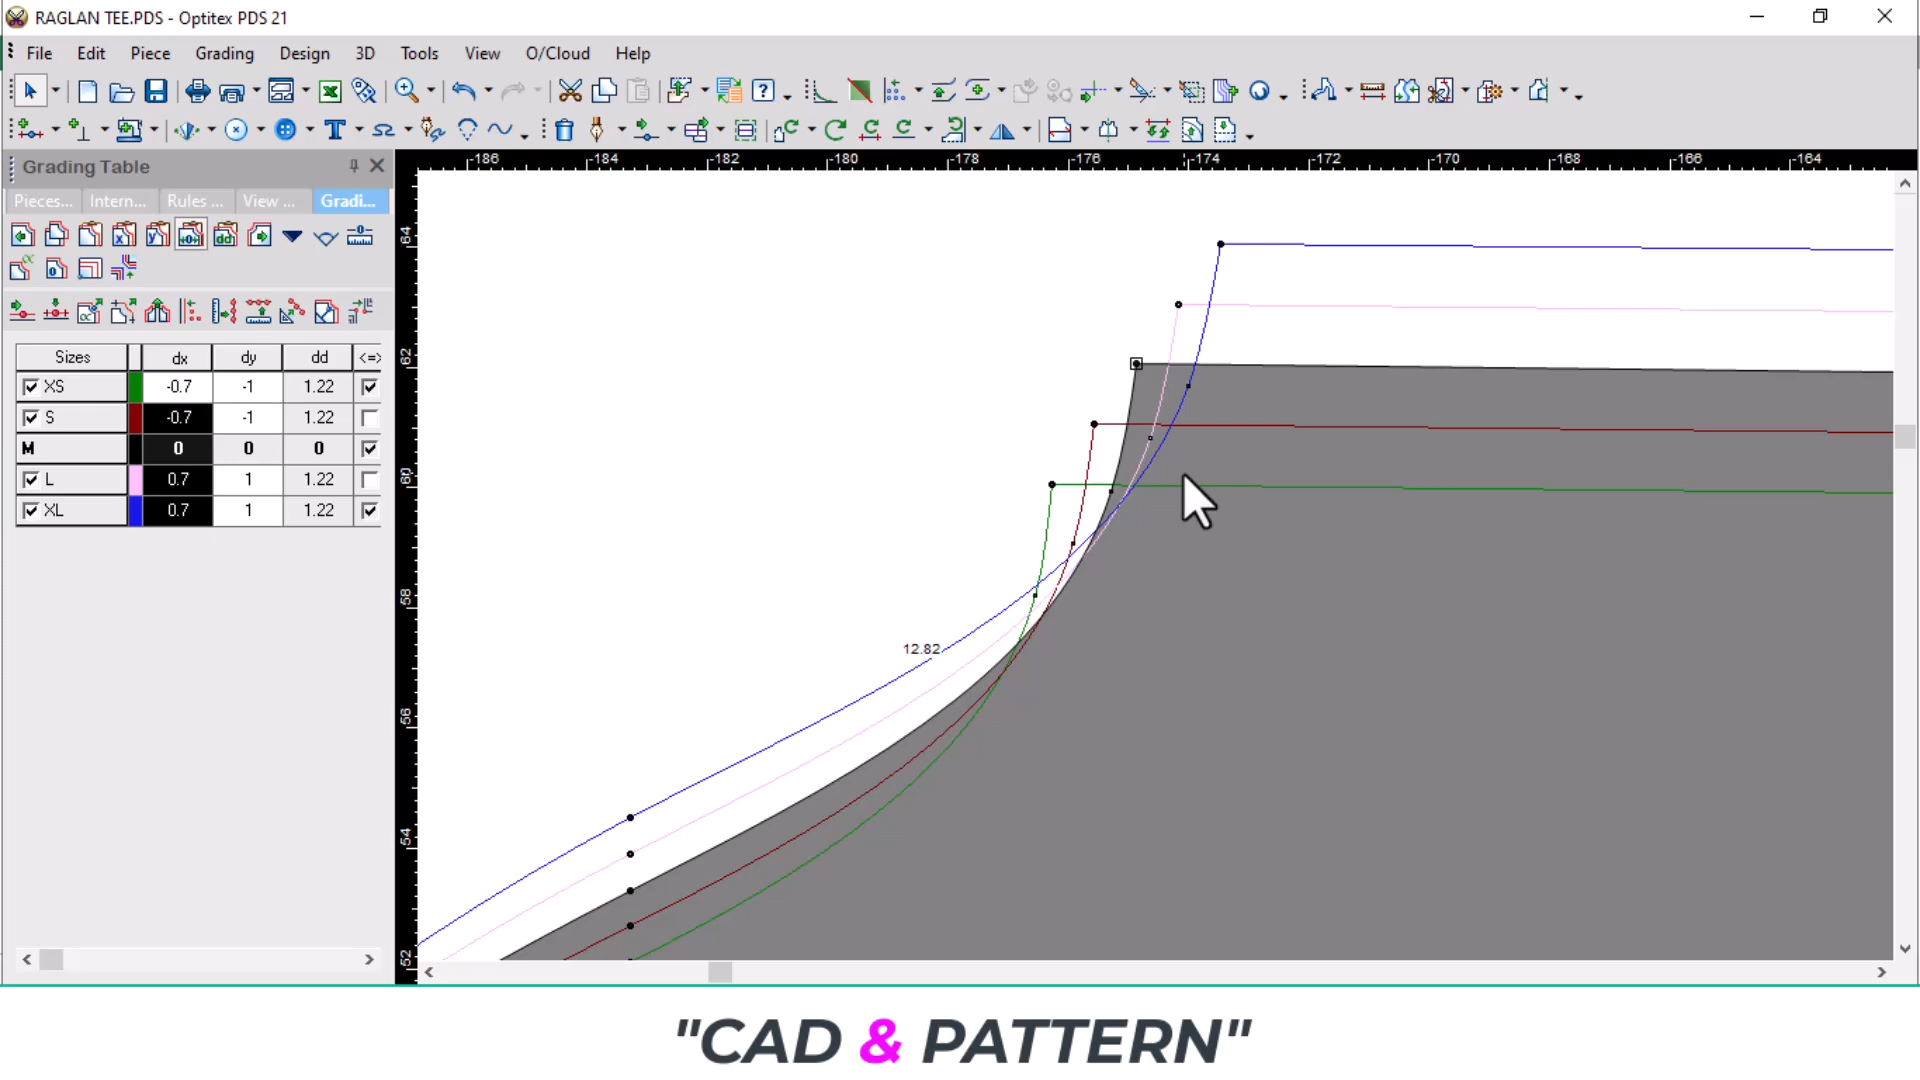 RAGLAN TEE.PDS - Optitex PDS 21
File Edit Piece Grading Design 3D Tools View O/Cloud Help
Grading Table
Pieces... Intern... Rules ... View ... Gradi...
Sizes dx dy dd <=>
XS -0.7 -1 1.22
S -0.7 -1 1.22
M 0 0 0
L 0.7 1 1.22
XL 0.7 1 1.22
-186 -184 -182 -180 -178 -176 -174 -172 -170 -168 -166 -164
64
62
60
58
56
54
52
12.82
"CAD & PATTERN"